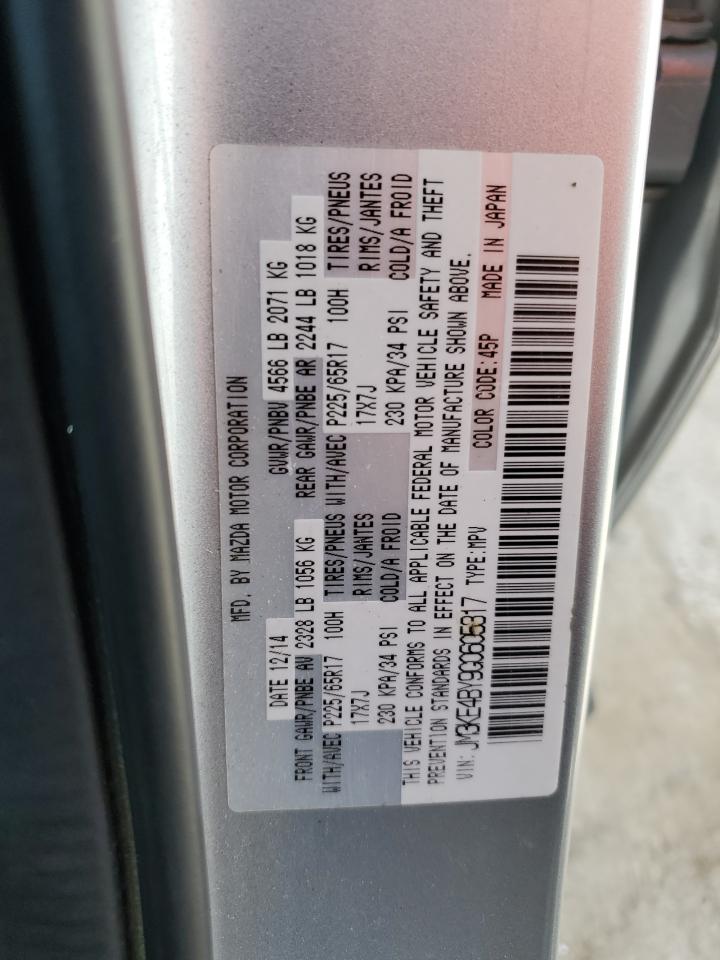 MFD. BY MAZDA MOTOR CORPORATION
DATE 12/14 GVWR/PNBV 4566 LB 2071 KG
FRONT GAWR/PNBE AV 2328 LB 1056 KG REAR GAWR/PNBE AR 2244 LB 1018 KG
WITH/AVEC P225/65R17 100H TIRES/PNEUS WITH/AVEC P225/65R17 100H TIRES/PNEUS
17X7J RIMS/JANTES 17X7J RIMS/JANTES
230 KPA/34 PSI COLD/A FROID 230 KPA/34 PSI COLD/A FROID
THIS VEHICLE CONFORMS TO ALL APPLICABLE FEDERAL MOTOR VEHICLE SAFETY AND THEFT
PREVENTION STANDARDS IN EFFECT ON THE DATE OF MANUFACTURE SHOWN ABOVE.
VIN: JM3KE4BY9G0605817 TYPE:MPV COLOR CODE:45P MADE IN JAPAN